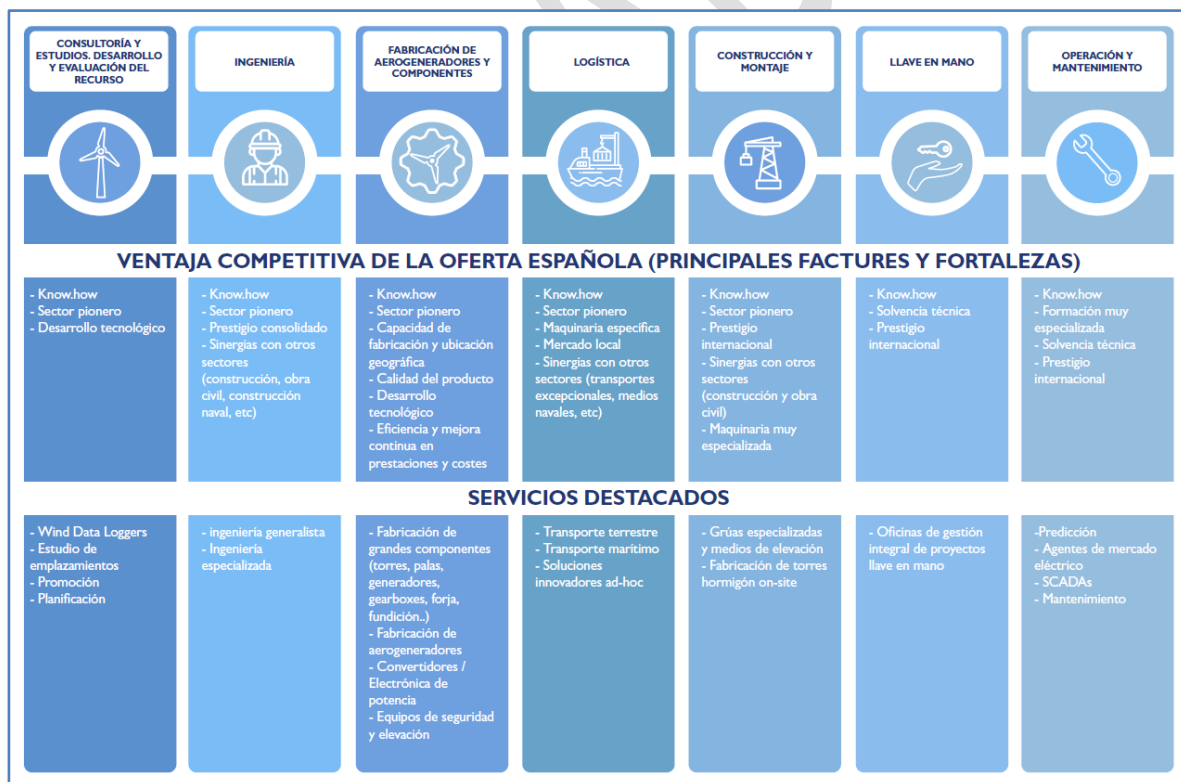 CONSULTORÍA Y
ESTUDIOS. DESARROLLO
Y EVALUACIÓN DEL
RECURSO
INGENIERÍA
FABRICACIÓN DE
AEROGENERADORES Y
COMPONENTES
LOGÍSTICA
CONSTRUCCIÓN Y
MONTAJE
LLAVE EN MANO
OPERACIÓN Y
MANTENIMIENTO
VENTAJA COMPETITIVA DE LA OFERTA ESPAÑOLA (PRINCIPALES FACTURES Y FORTALEZAS)
- Know.how
- Sector pionero
- Desarrollo tecnológico
- Know.how
- Sector pionero
- Prestigio consolidado
- Sinergias con otros
sectores
(construcción, obra
civil, construcción
naval, etc)
- Know.how
- Sector pionero
- Capacidad de
fabricación y ubicación
geográfica
- Calidad del producto
- Desarrollo
tecnológico
- Eficiencia y mejora
continua en
prestaciones y costes
- Know.how
- Sector pionero
- Maquinaria específica
- Mercado local
- Sinergias con otros
sectores (transportes
excepcionales, medios
navales, etc)
- Know.how
- Sector pionero
- Prestigio
internacional
- Sinergias con otros
sectores
(construcción y obra
civil)
- Maquinaria muy
especializada
- Know.how
- Solvencia técnica
- Prestigio
internacional
- Know.how
- Formación muy
especializada
- Solvencia técnica
- Prestigio
internacional
SERVICIOS DESTACADOS
- Wind Data Loggers
- Estudio de
emplazamientos
- Promoción
- Planificación
- ingeniería generalista
- Ingeniería
especializada
- Fabricación de
grandes componentes
(torres, palas,
generadores,
gearboxes, forja,
fundición..)
- Fabricación de
aerogeneradores
- Convertidores /
Electrónica de
potencia
- Equipos de seguridad
y elevación
- Transporte terrestre
- Transporte marítimo
- Soluciones
innovadores ad-hoc
- Grúas especializadas
y medios de elevación
- Fabricación de torres
hormigón on-site
- Oficinas de gestión
integral de proyectos
llave en mano
-Predicción
- Agentes de mercado
eléctrico
- SCADAs
- Mantenimiento